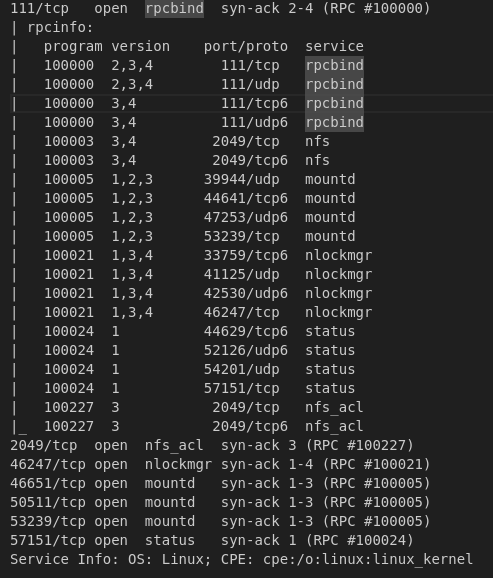 111/tcp   open  rpcbind  syn-ack 2-4 (RPC #100000)
| rpcinfo:
|   program version    port/proto  service
|   100000  2,3,4        111/tcp   rpcbind
|   100000  2,3,4        111/udp   rpcbind
|   100000  3,4          111/tcp6  rpcbind
|   100000  3,4          111/udp6  rpcbind
|   100003  3,4         2049/tcp   nfs
|   100003  3,4         2049/tcp6  nfs
|   100005  1,2,3      39944/udp   mountd
|   100005  1,2,3      44641/tcp6  mountd
|   100005  1,2,3      47253/udp6  mountd
|   100005  1,2,3      53239/tcp   mountd
|   100021  1,3,4      33759/tcp6  nlockmgr
|   100021  1,3,4      41125/udp   nlockmgr
|   100021  1,3,4      42530/udp6  nlockmgr
|   100021  1,3,4      46247/tcp   nlockmgr
|   100024  1          44629/tcp6  status
|   100024  1          52126/udp6  status
|   100024  1          54201/udp   status
|   100024  1          57151/tcp   status
|   100227  3           2049/tcp   nfs_acl
|_  100227  3           2049/tcp6  nfs_acl
2049/tcp  open  nfs_acl  syn-ack 3 (RPC #100227)
46247/tcp open  nlockmgr syn-ack 1-4 (RPC #100021)
46651/tcp open  mountd   syn-ack 1-3 (RPC #100005)
50511/tcp open  mountd   syn-ack 1-3 (RPC #100005)
53239/tcp open  mountd   syn-ack 1-3 (RPC #100005)
57151/tcp open  status   syn-ack 1 (RPC #100024)
Service Info: OS: Linux; CPE: cpe:/o:linux:linux_kernel